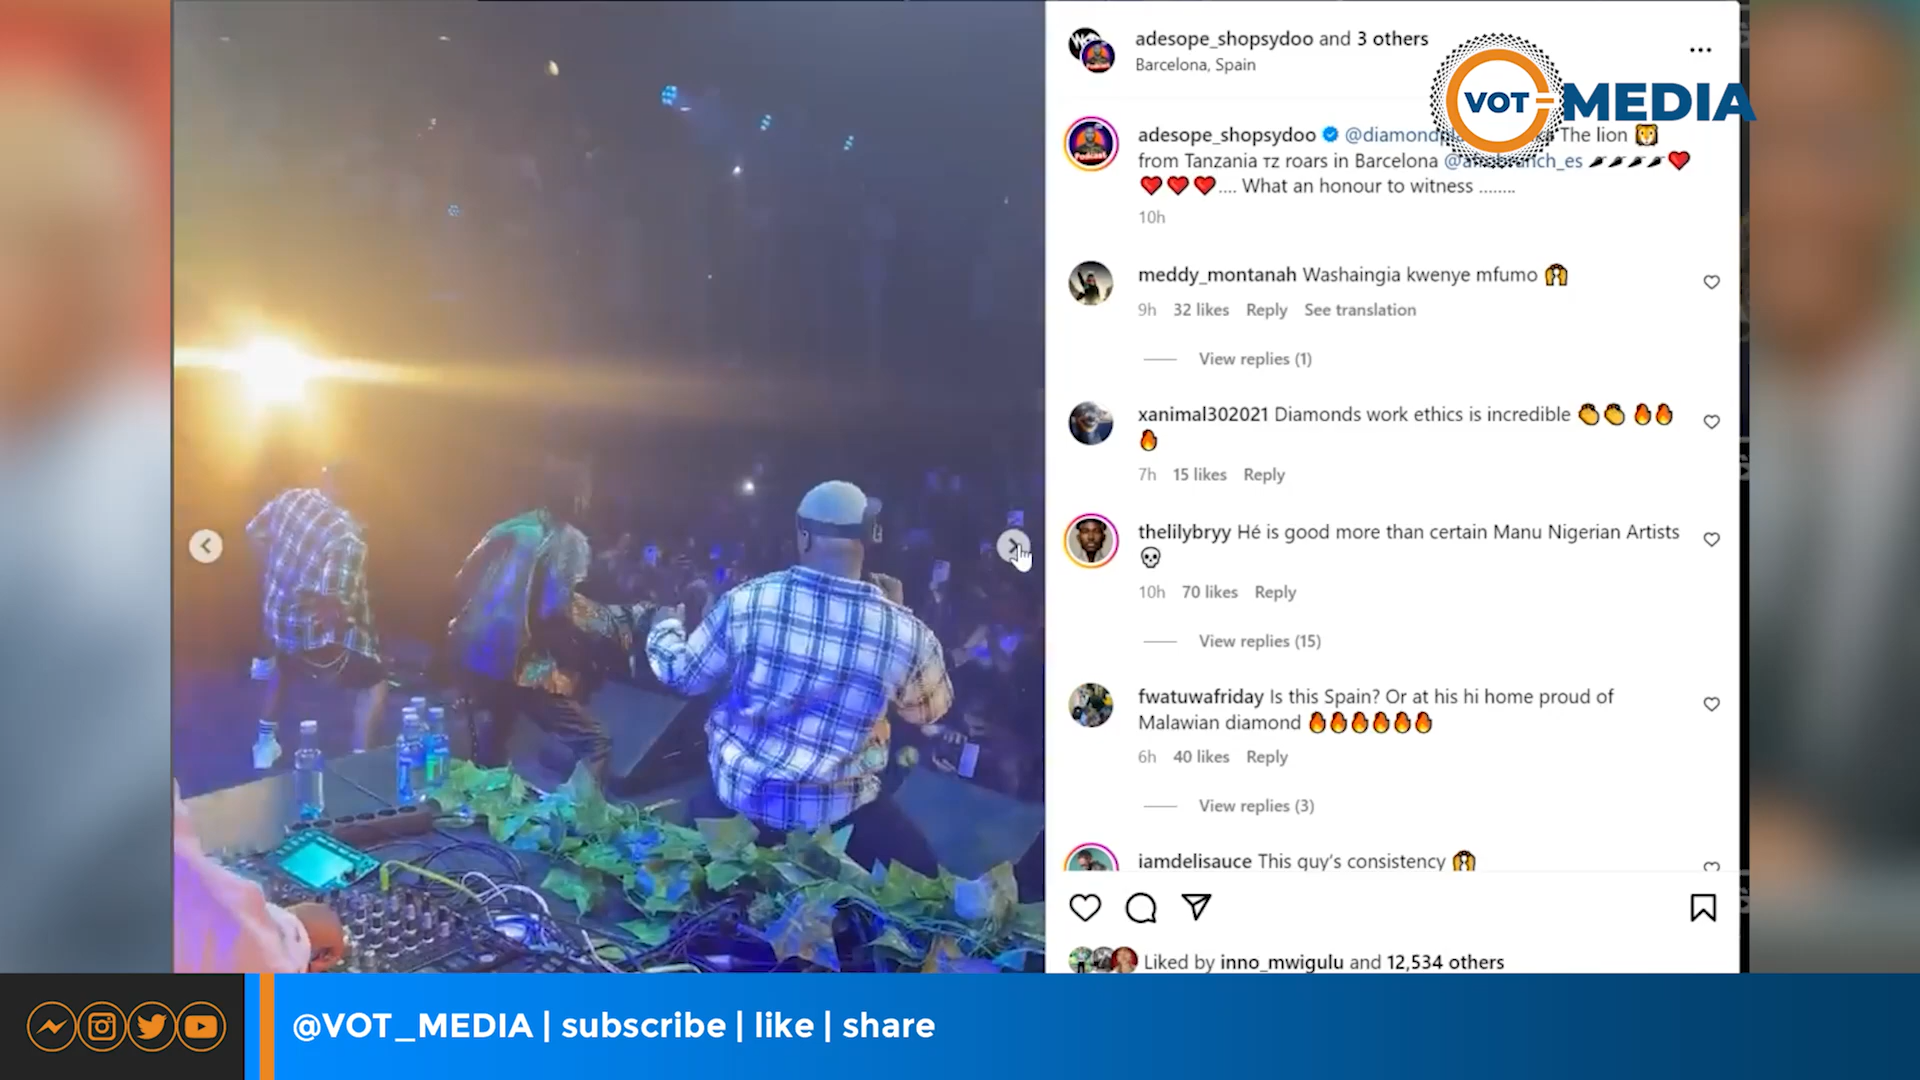 adesope_shopsydoo and 3 others
Barcelona, Spain
VOT MEDIA
adesope_shopsydoo The lion
from Tanzania TZ roars in Barcelona
.... What an honour to witness ........
10h
meddy_montanah Washaingia kwenye mfumo
9h 32 likes Reply See translation
View replies (1)
xanimal302021 Diamonds work ethics is incredible
7h 15 likes Reply
thelilybryy Hé is good more than certain Manu Nigerian Artists
10h 70 likes Reply
View replies (15)
fwatuwafriday Is this Spain? Or at his hi home proud of
Malawian diamond
6h 40 likes Reply
View replies (3)
iamdelisauce This guy's consistency
Liked by inno_mwigulu and 12,534 others
@VOT_MEDIA | subscribe | like | share